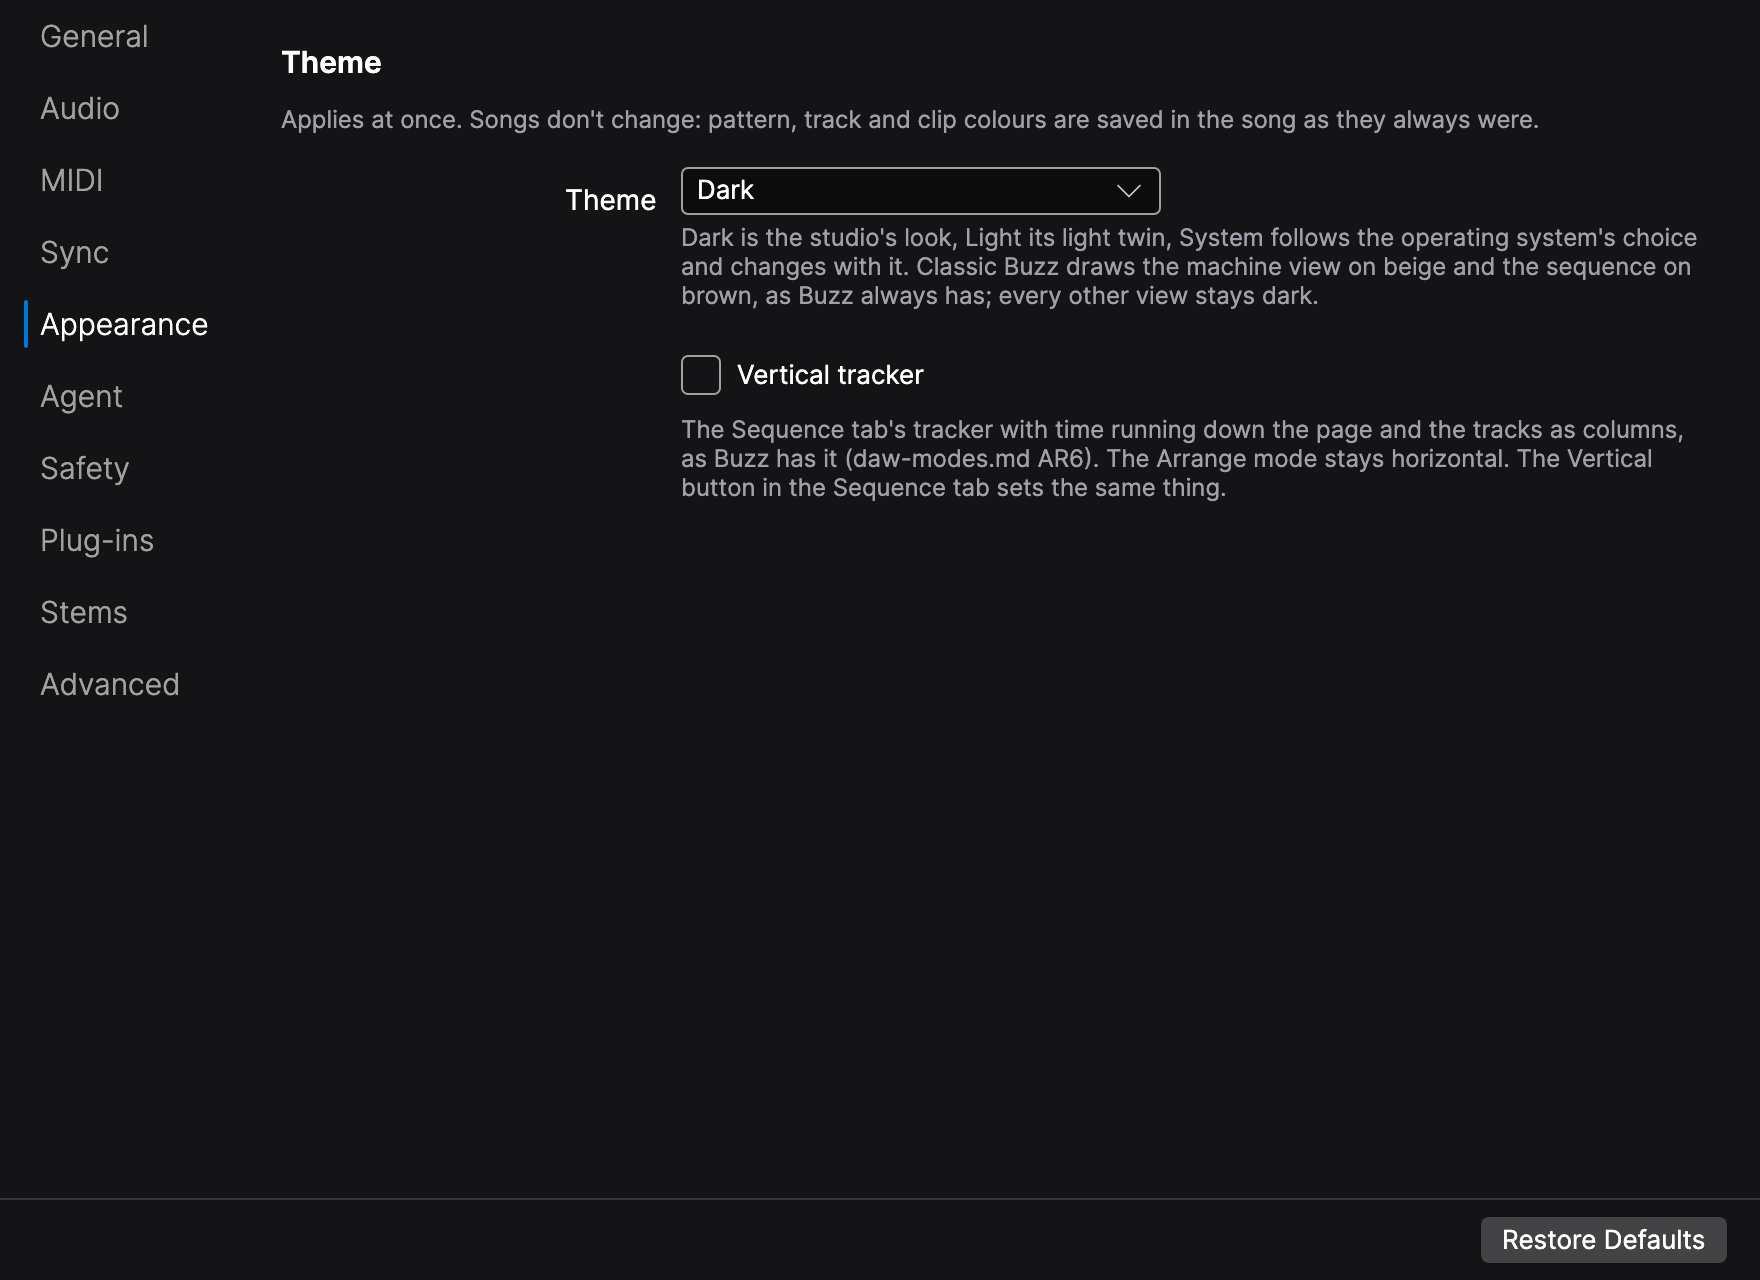 General
Audio
MIDI
Sync
Appearance
Agent
Safety
Plug-ins
Stems
Advanced
Theme
Applies at once. Songs don't change: pattern, track and clip colours are saved in the song as they always were.
Theme
Dark
Dark is the studio's look, Light its light twin, System follows the operating system's choice
and changes with it. Classic Buzz draws the machine view on beige and the sequence on
brown, as Buzz always has; every other view stays dark.
Vertical tracker
The Sequence tab's tracker with time running down the page and the tracks as columns,
as Buzz has it (daw-modes.md AR6). The Arrange mode stays horizontal. The Vertical
button in the Sequence tab sets the same thing.
Restore Defaults